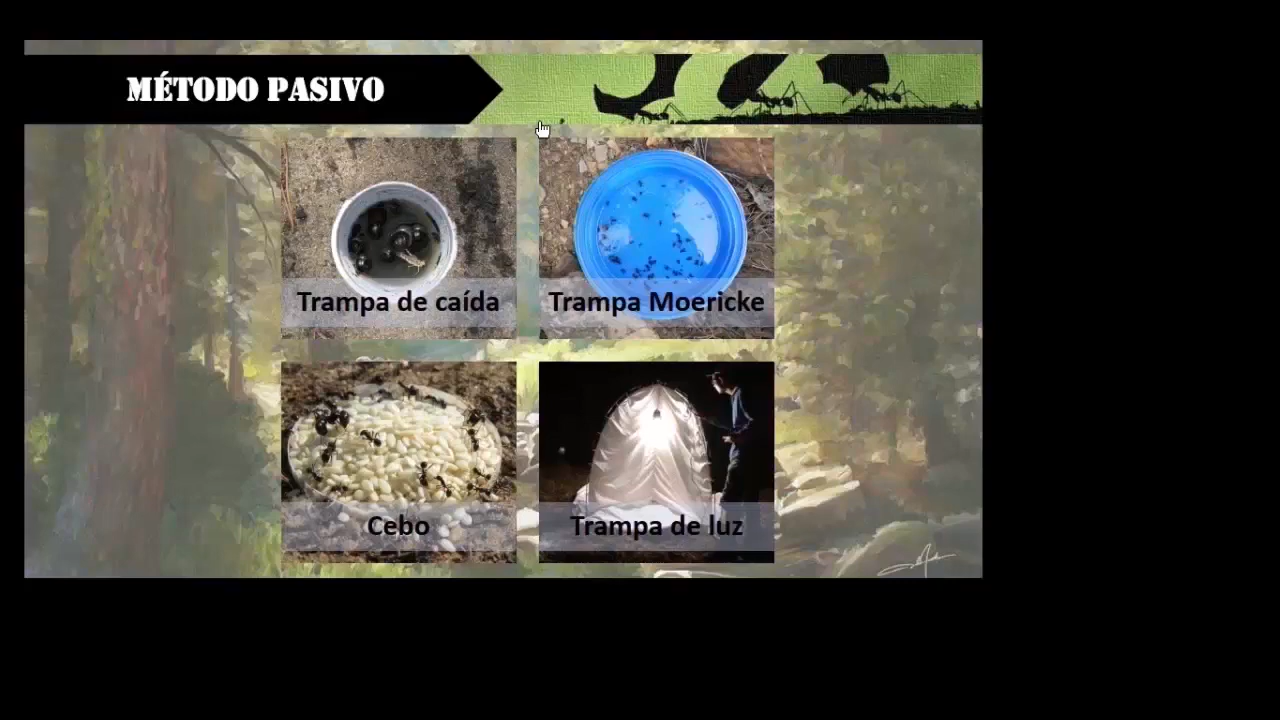 MÉTODO PASIVO
Trampa de caída
Trampa Moericke
Cebo
Trampa de luz